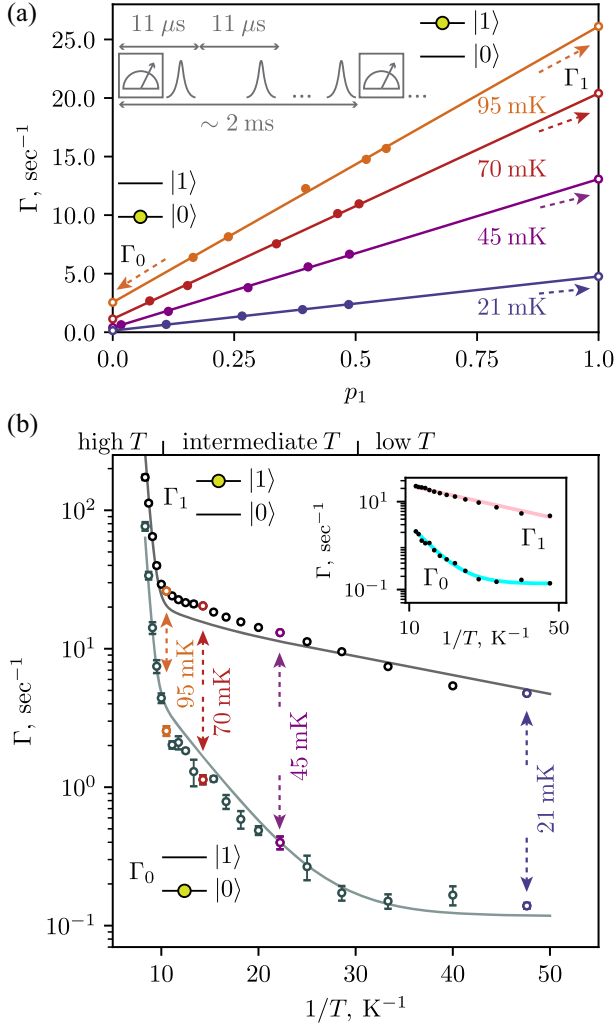 (a)
11 μs 11 μs
... ...
~ 2 ms
|1⟩
|0⟩
|1⟩
|0⟩
Γ₀
Γ₁
95 mK
70 mK
45 mK
21 mK
Γ, sec⁻¹
25.0
20.0
15.0
10.0
5.0
0.0
0.0 0.25 0.5 0.75 1.0
p₁
(b)
high T intermediate T low T
Γ₁
|1⟩
|0⟩
Γ, sec⁻¹
10¹
10⁻¹
Γ₁
Γ₀
10 50
1/T, K⁻¹
95 mK
70 mK
45 mK
21 mK
Γ₀
|1⟩
|0⟩
Γ, sec⁻¹
10²
10¹
10⁰
10⁻¹
10 20 30 40 50
1/T, K⁻¹